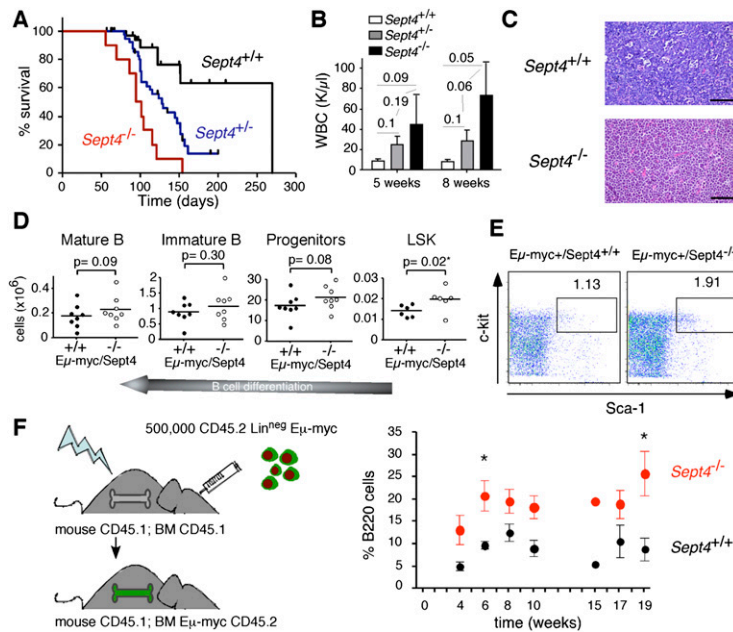 A
% survival
100
80
60
40
20
0
0 50 100 150 200 250 300
Time (days)
Sept4+/+
Sept4+/-
Sept4-/-
B
Sept4+/+
Sept4+/-
Sept4-/-
WBC (K/µl)
100
80
60
40
20
0
0.09
0.19
0.1
0.05
0.06
0.1
5 weeks 8 weeks
C
Sept4+/+
Sept4-/-
D
Mature B Immature B Progenitors LSK
p= 0.09 p= 0.30 p= 0.08 p= 0.02*
cells (x10⁶)
0.4
0.2
0
2
1.5
1
0.5
0
30
20
10
0
0.04
0.02
0
+/+ -/- +/+ -/- +/+ -/- +/+ -/-
Eµ-myc/Sept4 Eµ-myc/Sept4 Eµ-myc/Sept4 Eµ-myc/Sept4
B cell differentiation
E
Eµ-myc+/Sept4+/+ Eµ-myc+/Sept4-/-
1.13 1.91
c-kit
Sca-1
F
500,000 CD45.2 Linneg Eµ-myc
mouse CD45.1; BM CD45.1
mouse CD45.1; BM Eµ-myc CD45.2
% B220 cells
35
30
25
20
15
10
5
0
* *
Sept4-/-
Sept4+/+
0 4 6 8 10 15 17 19
time (weeks)